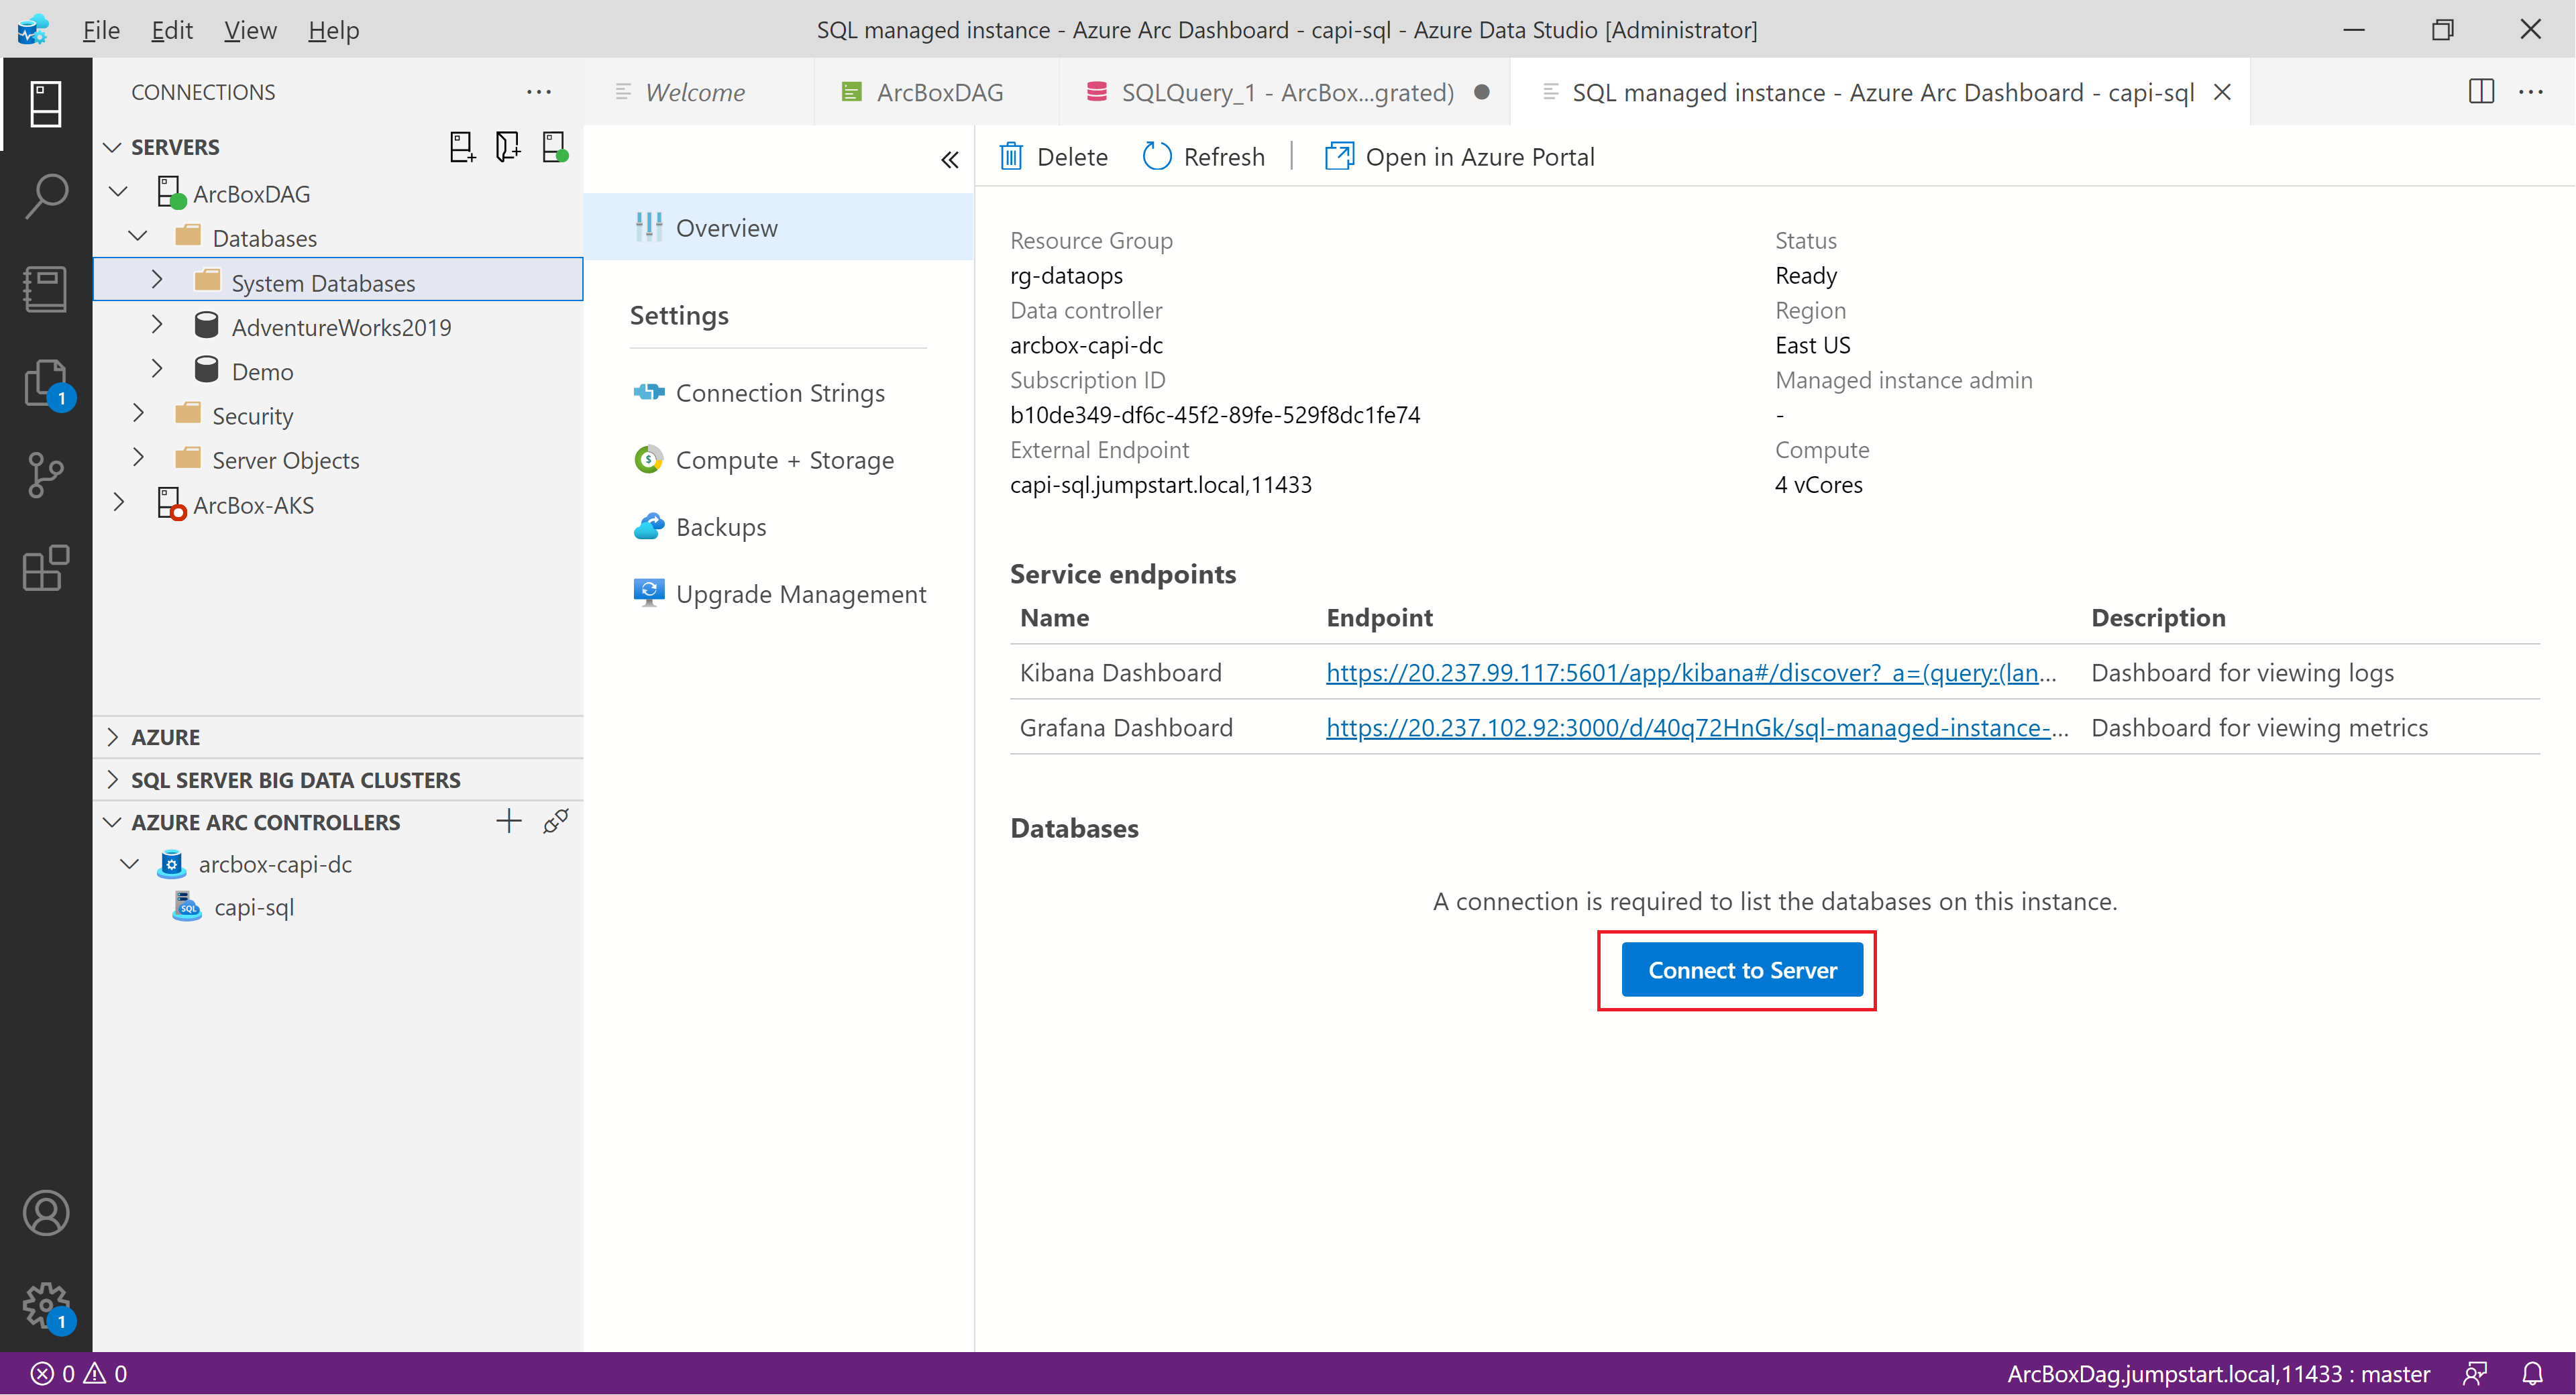 File Edit View Help
SQL managed instance - Azure Arc Dashboard - capi-sql - Azure Data Studio [Administrator]
CONNECTIONS
SERVERS
ArcBoxDAG
Databases
System Databases
AdventureWorks2019
Demo
Security
Server Objects
ArcBox-AKS
AZURE
SQL SERVER BIG DATA CLUSTERS
AZURE ARC CONTROLLERS
arcbox-capi-dc
capi-sql
SQL
1
1
Welcome
ArcBoxDAG
SQLQuery_1 - ArcBox...grated)
SQL managed instance - Azure Arc Dashboard - capi-sql
Overview
Settings
Connection Strings
Compute + Storage
Backups
Upgrade Management
Delete Refresh | Open in Azure Portal
Resource Group
rg-dataops
Data controller
arcbox-capi-dc
Subscription ID
b10de349-df6c-45f2-89fe-529f8dc1fe74
External Endpoint
capi-sql.jumpstart.local,11433
Status
Ready
Region
East US
Managed instance admin
-
Compute
4 vCores
Service endpoints
Name Endpoint Description
Kibana Dashboard https://20.237.99.117:5601/app/kibana#/discover?_a=(query:(lan... Dashboard for viewing logs
Grafana Dashboard https://20.237.102.92:3000/d/40q72HnGk/sql-managed-instance-... Dashboard for viewing metrics
Databases
A connection is required to list the databases on this instance.
Connect to Server
0 0
ArcBoxDag.jumpstart.local,11433 : master